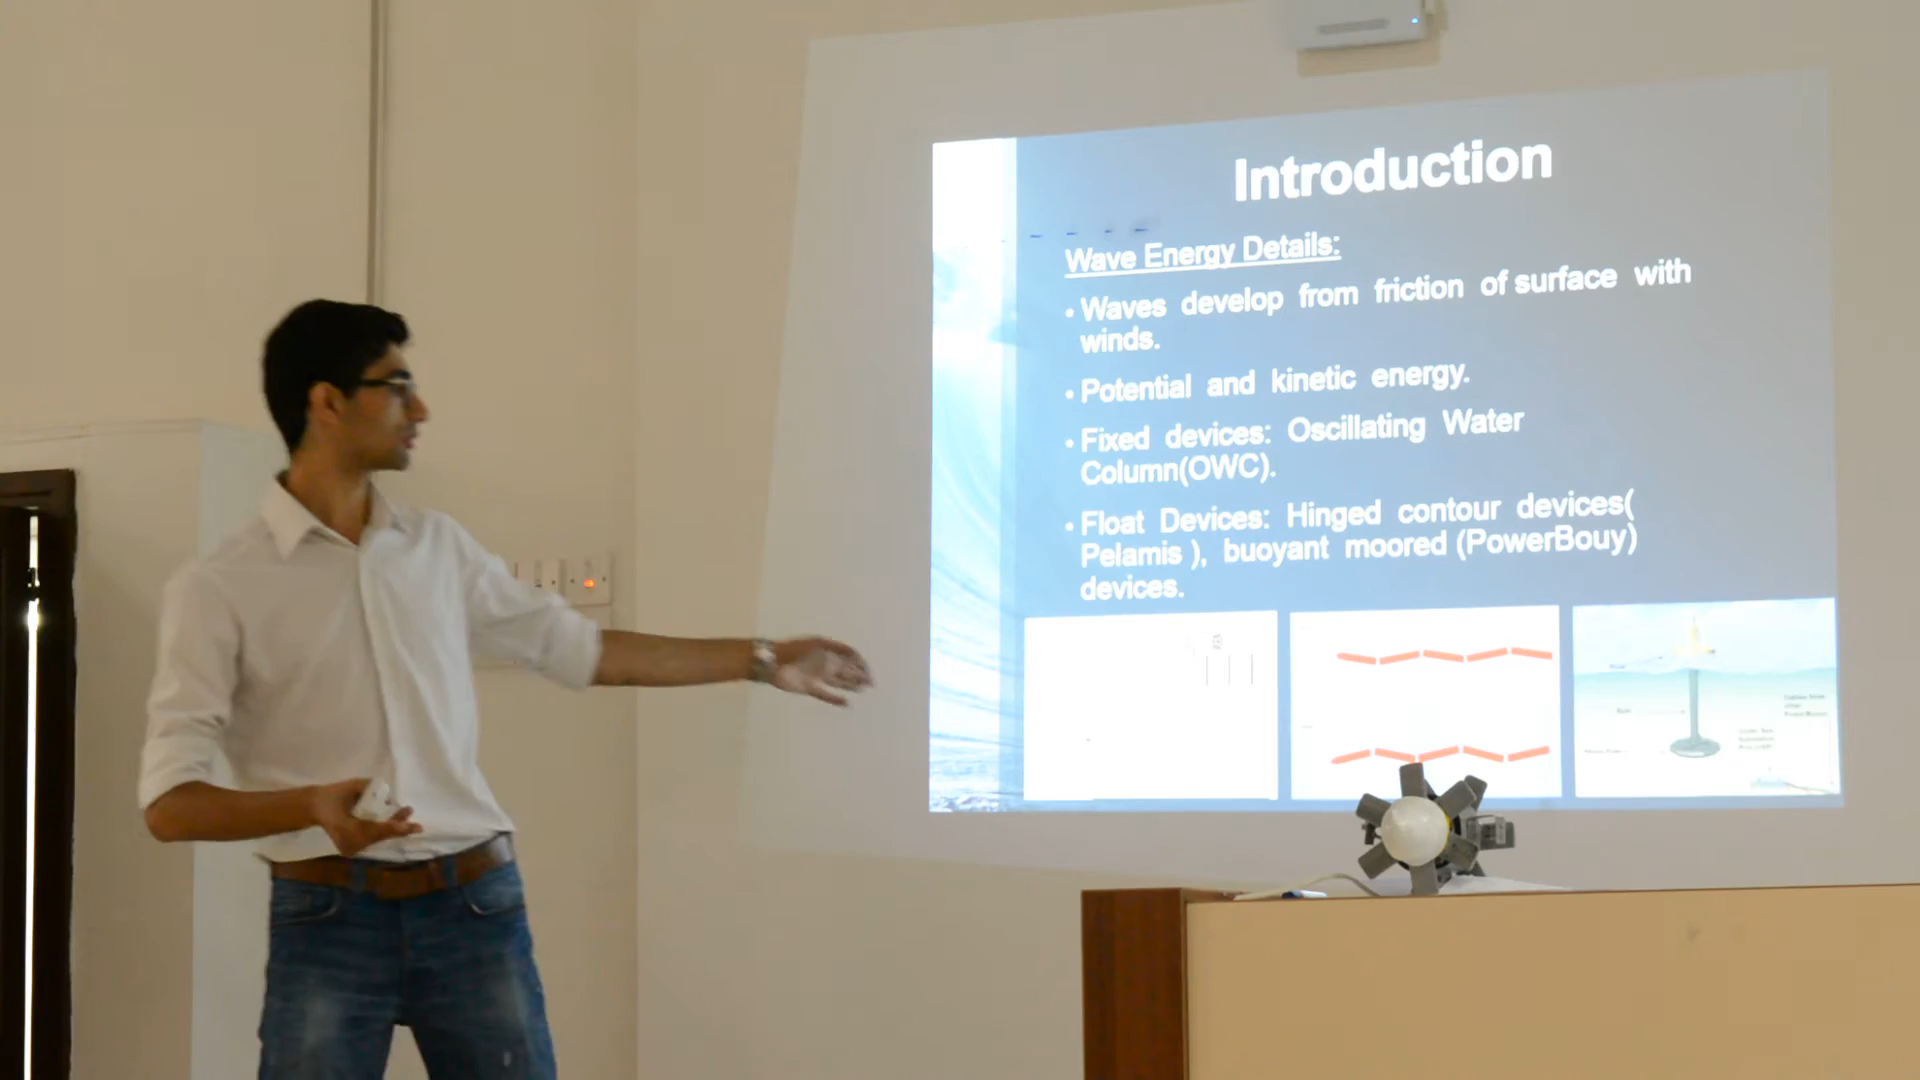 Introduction
Wave Energy Details:
• Waves develop from friction of surface with
winds.
• Potential and kinetic energy.
• Fixed devices: Oscillating Water
Column(OWC).
• Float Devices: Hinged contour devices(
Pelamis ), buoyant moored (PowerBouy)
devices.